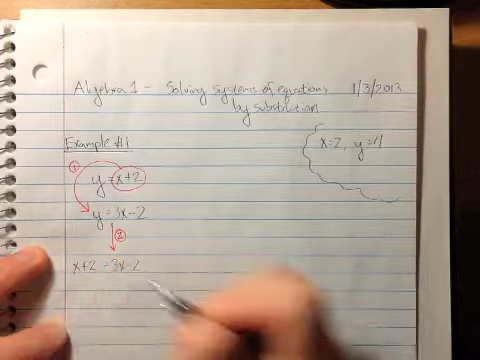 Algebra 1 - Solving systems of equations 1/3/2013
by substitution
Example #1
x=2, y=4
①
y=x+2
y=3x-2
②
x+2=3x-2